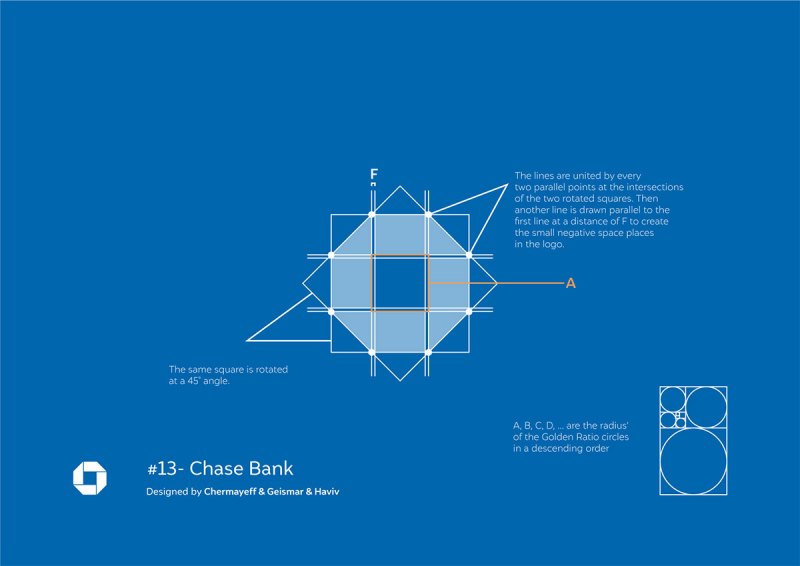 F
The lines are united by every
two parallel points at the intersections
of the two rotated squares. Then
another line is drawn parallel to the
first line at a distance of F to create
the small negative space places
in the logo.
A
The same square is rotated
at a 45° angle.
A, B, C, D, ... are the radius'
of the Golden Ratio circles
in a descending order
#13- Chase Bank
Designed by Chermayeff & Geismar & Haviv